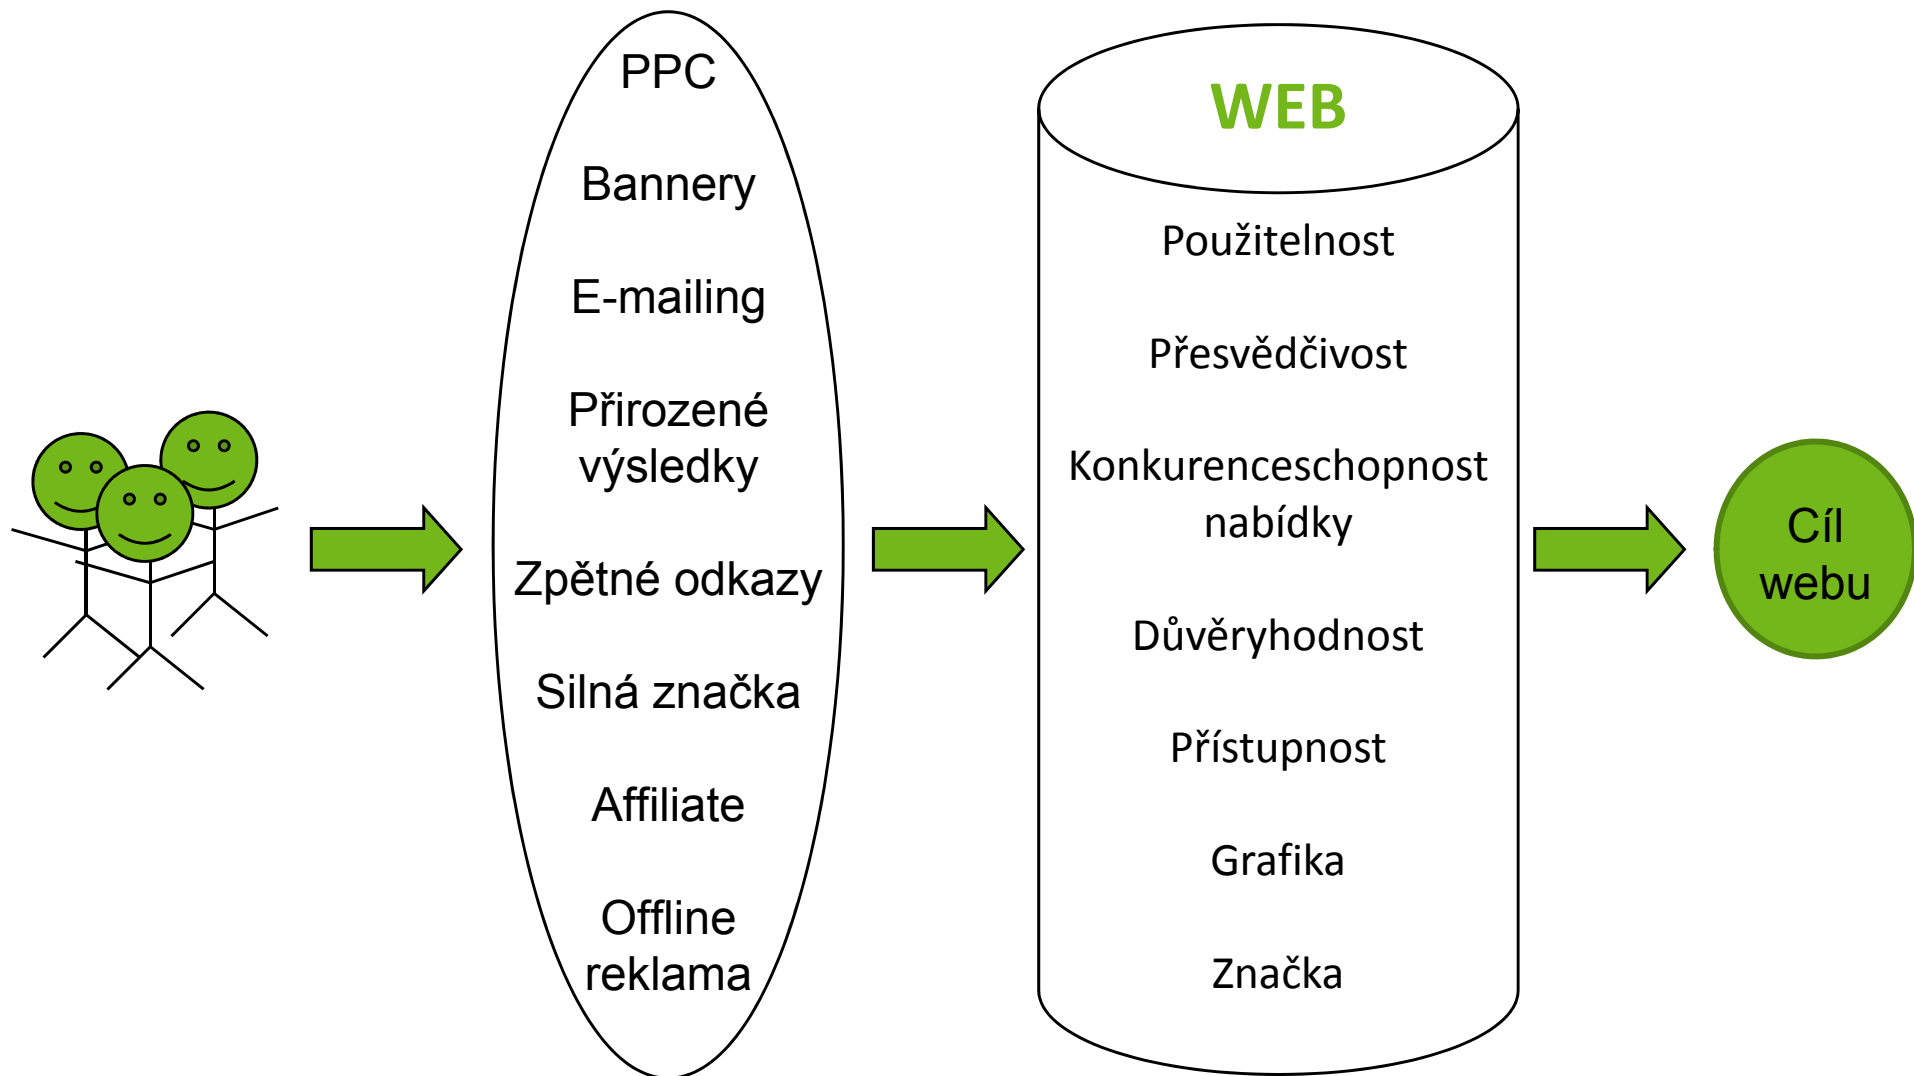 PPC
Bannery
E-mailing
Přirozené
výsledky
Zpětné odkazy
Silná značka
Affiliate
Offline
reklama
WEB
Použitelnost
Přesvědčivost
Konkurenceschopnost
nabídky
Důvěryhodnost
Přístupnost
Grafika
Značka
Cíl
webu